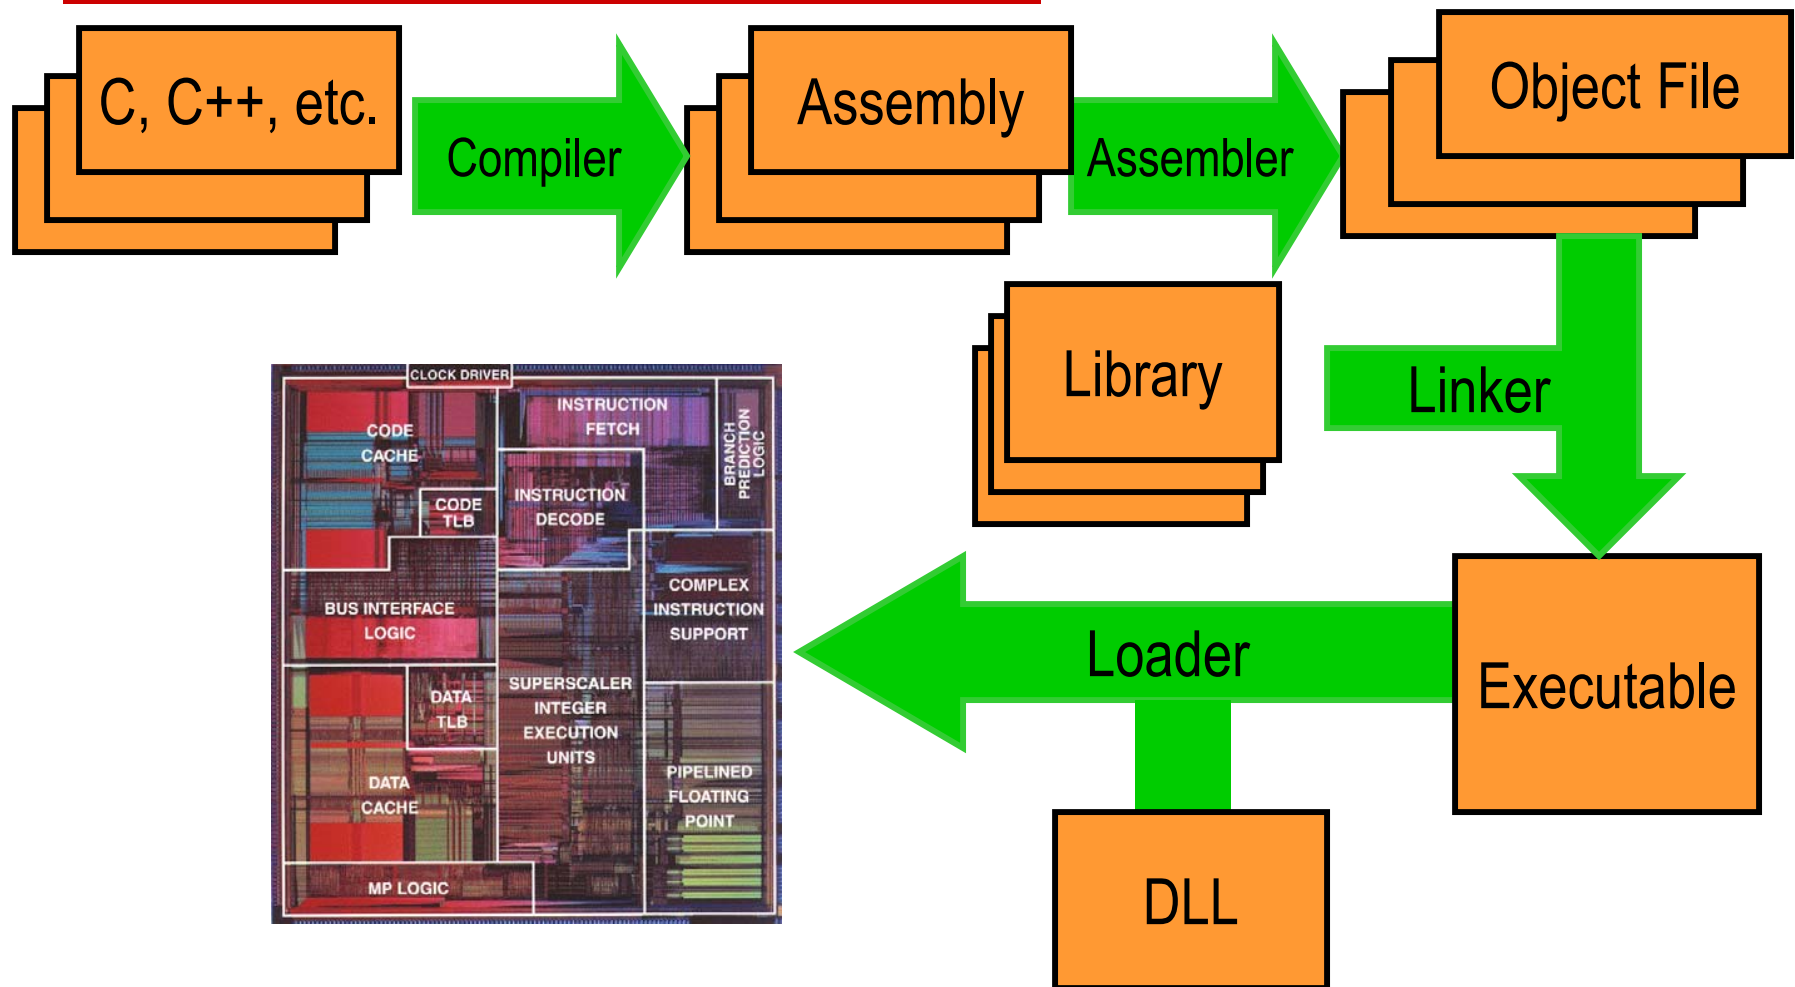 C, C++, etc.
Compiler
Assembly
Assembler
Object File
Library
Linker
CLOCK DRIVER
CODE
CACHE
INSTRUCTION
FETCH
BRANCH
PREDICTION
LOGIC
CODE
TLB
INSTRUCTION
DECODE
BUS INTERFACE
LOGIC
COMPLEX
INSTRUCTION
SUPPORT
DATA
TLB
SUPERSCALER
INTEGER
EXECUTION
UNITS
DATA
CACHE
PIPELINED
FLOATING
POINT
MP LOGIC
Loader
Executable
DLL